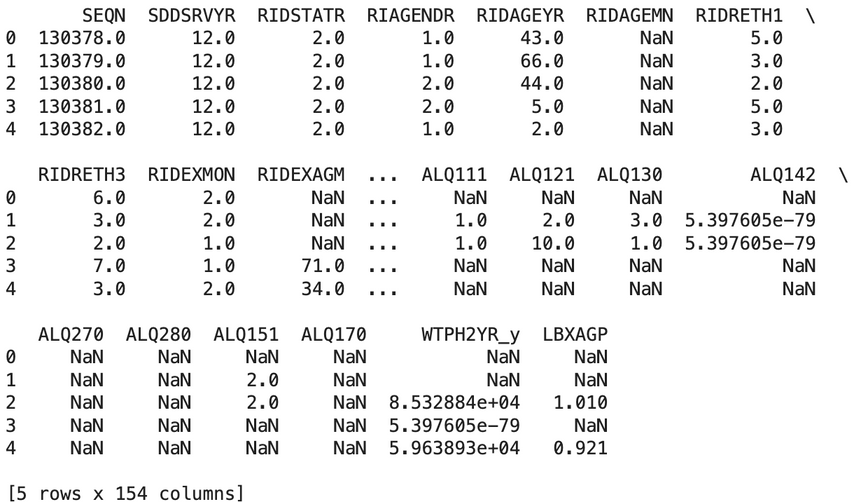 SEQN SDDSRVYR RIDSTATR RIAGENDR RIDAGEYR RIDAGEMN RIDRETH1 \
0 130378.0 12.0 2.0 1.0 43.0 NaN 5.0
1 130379.0 12.0 2.0 1.0 66.0 NaN 3.0
2 130380.0 12.0 2.0 2.0 44.0 NaN 2.0
3 130381.0 12.0 2.0 2.0 5.0 NaN 5.0
4 130382.0 12.0 2.0 1.0 2.0 NaN 3.0
RIDRETH3 RIDEXMON RIDEXAGM ... ALQ111 ALQ121 ALQ130 ALQ142 \
0 6.0 2.0 NaN ... NaN NaN NaN NaN
1 3.0 2.0 NaN ... 1.0 2.0 3.0 5.397605e-79
2 2.0 1.0 NaN ... 1.0 10.0 1.0 5.397605e-79
3 7.0 1.0 71.0 ... NaN NaN NaN NaN
4 3.0 2.0 34.0 ... NaN NaN NaN NaN
ALQ270 ALQ280 ALQ151 ALQ170 WTPH2YR_y LBXAGP
0 NaN NaN NaN NaN NaN NaN
1 NaN NaN 2.0 NaN NaN NaN
2 NaN NaN 2.0 NaN 8.532884e+04 1.010
3 NaN NaN NaN NaN 5.397605e-79 NaN
4 NaN NaN NaN NaN 5.963893e+04 0.921
[5 rows x 154 columns]